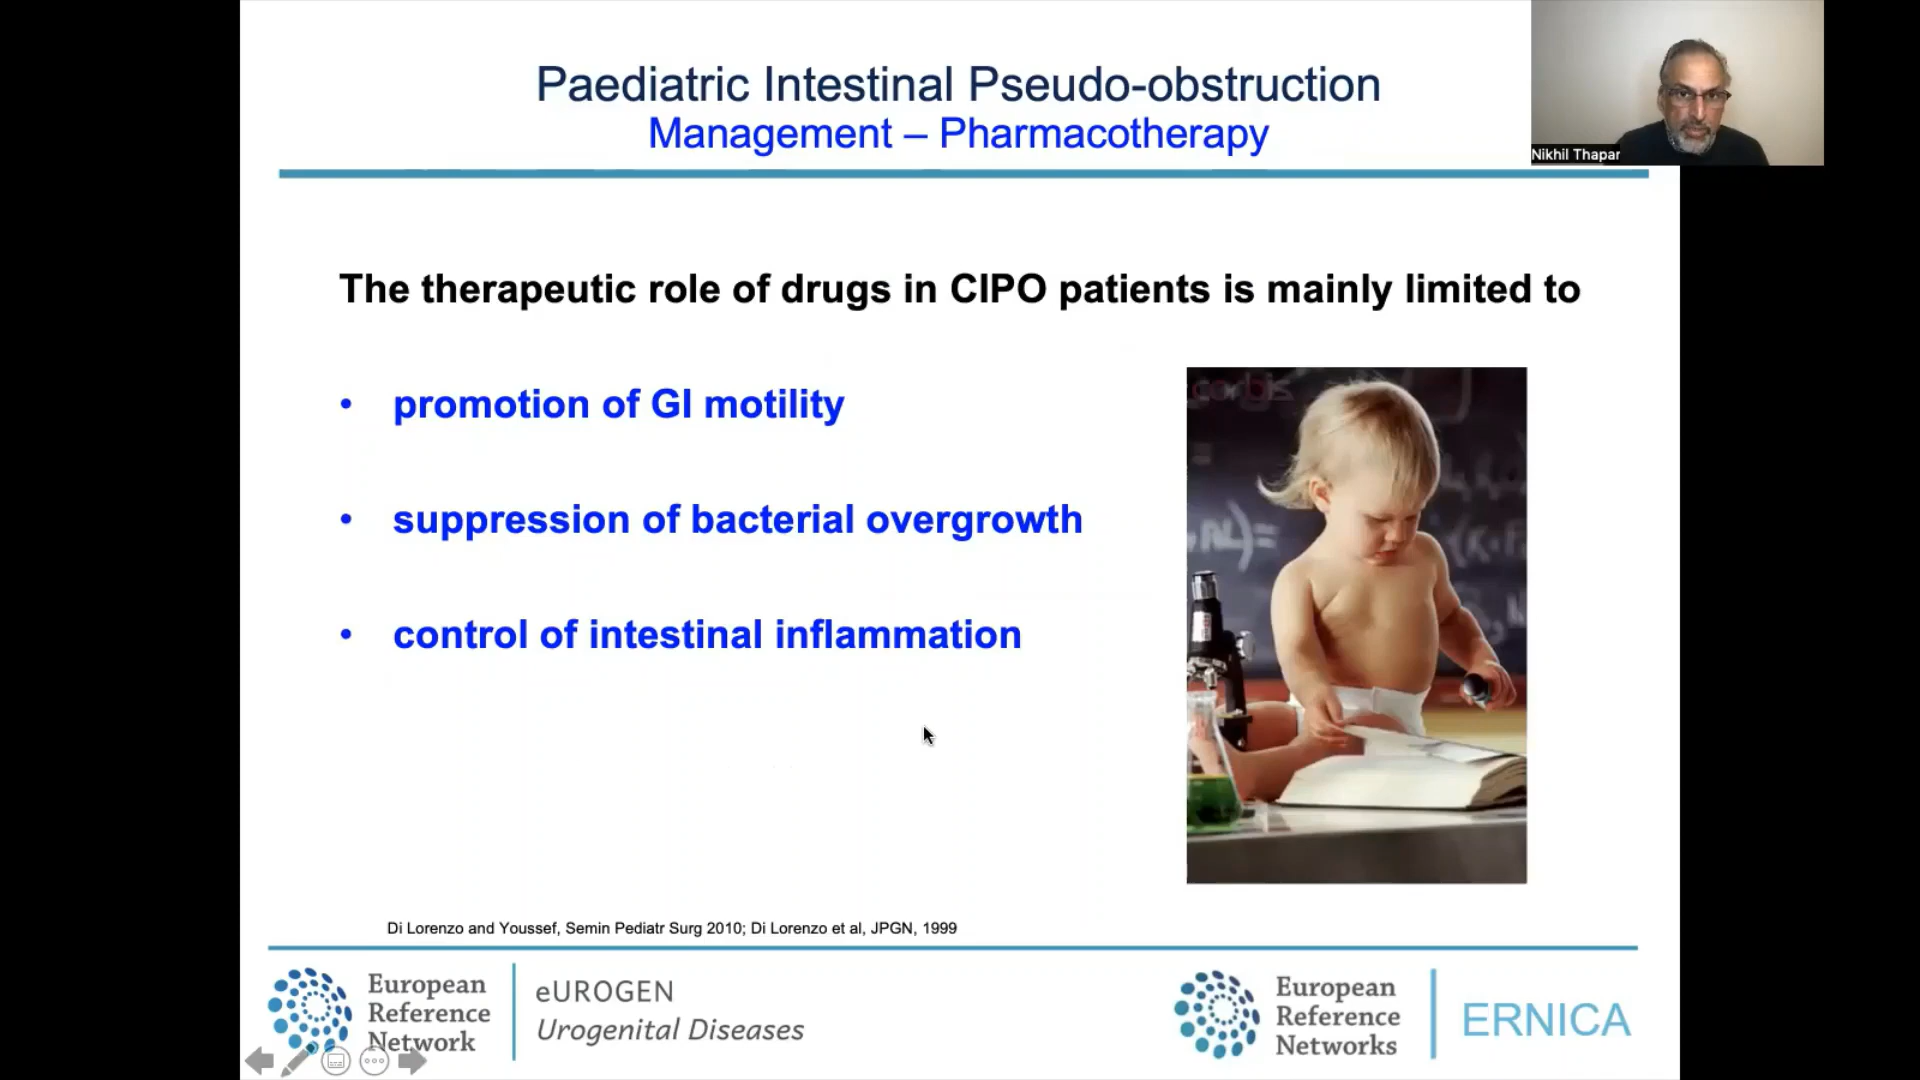 Paediatric Intestinal Pseudo-obstruction
Management – Pharmacotherapy
Nikhil Thapar
The therapeutic role of drugs in CIPO patients is mainly limited to
• promotion of GI motility
• suppression of bacterial overgrowth
• control of intestinal inflammation
corbis
Di Lorenzo and Youssef, Semin Pediatr Surg 2010; Di Lorenzo et al, JPGN, 1999
European
Reference
Network
eUROGEN
Urogenital Diseases
European
Reference
Networks
ERNICA